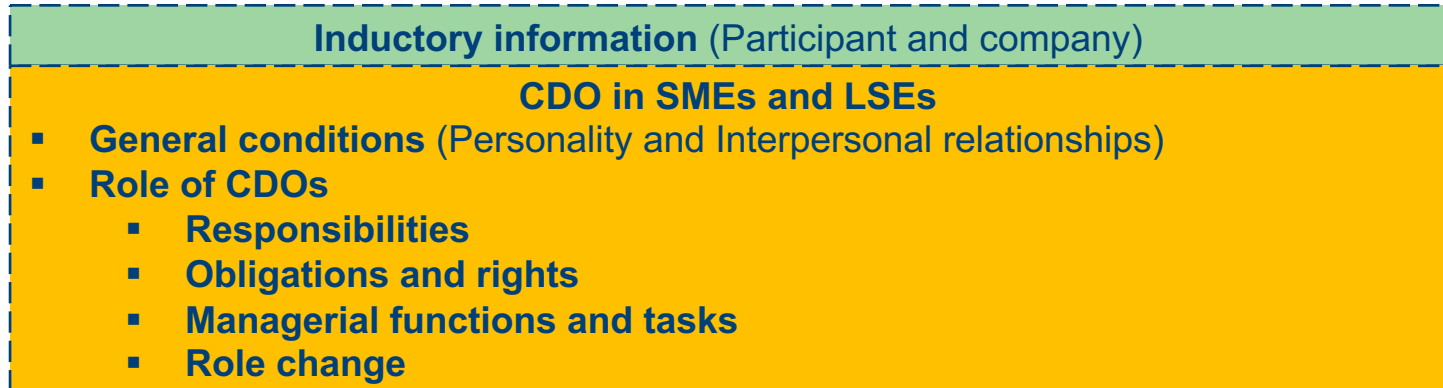 Inductory information (Participant and company)
CDO in SMEs and LSEs
▪ General conditions (Personality and Interpersonal relationships)
▪ Role of CDOs
▪ Responsibilities
▪ Obligations and rights
▪ Managerial functions and tasks
▪ Role change